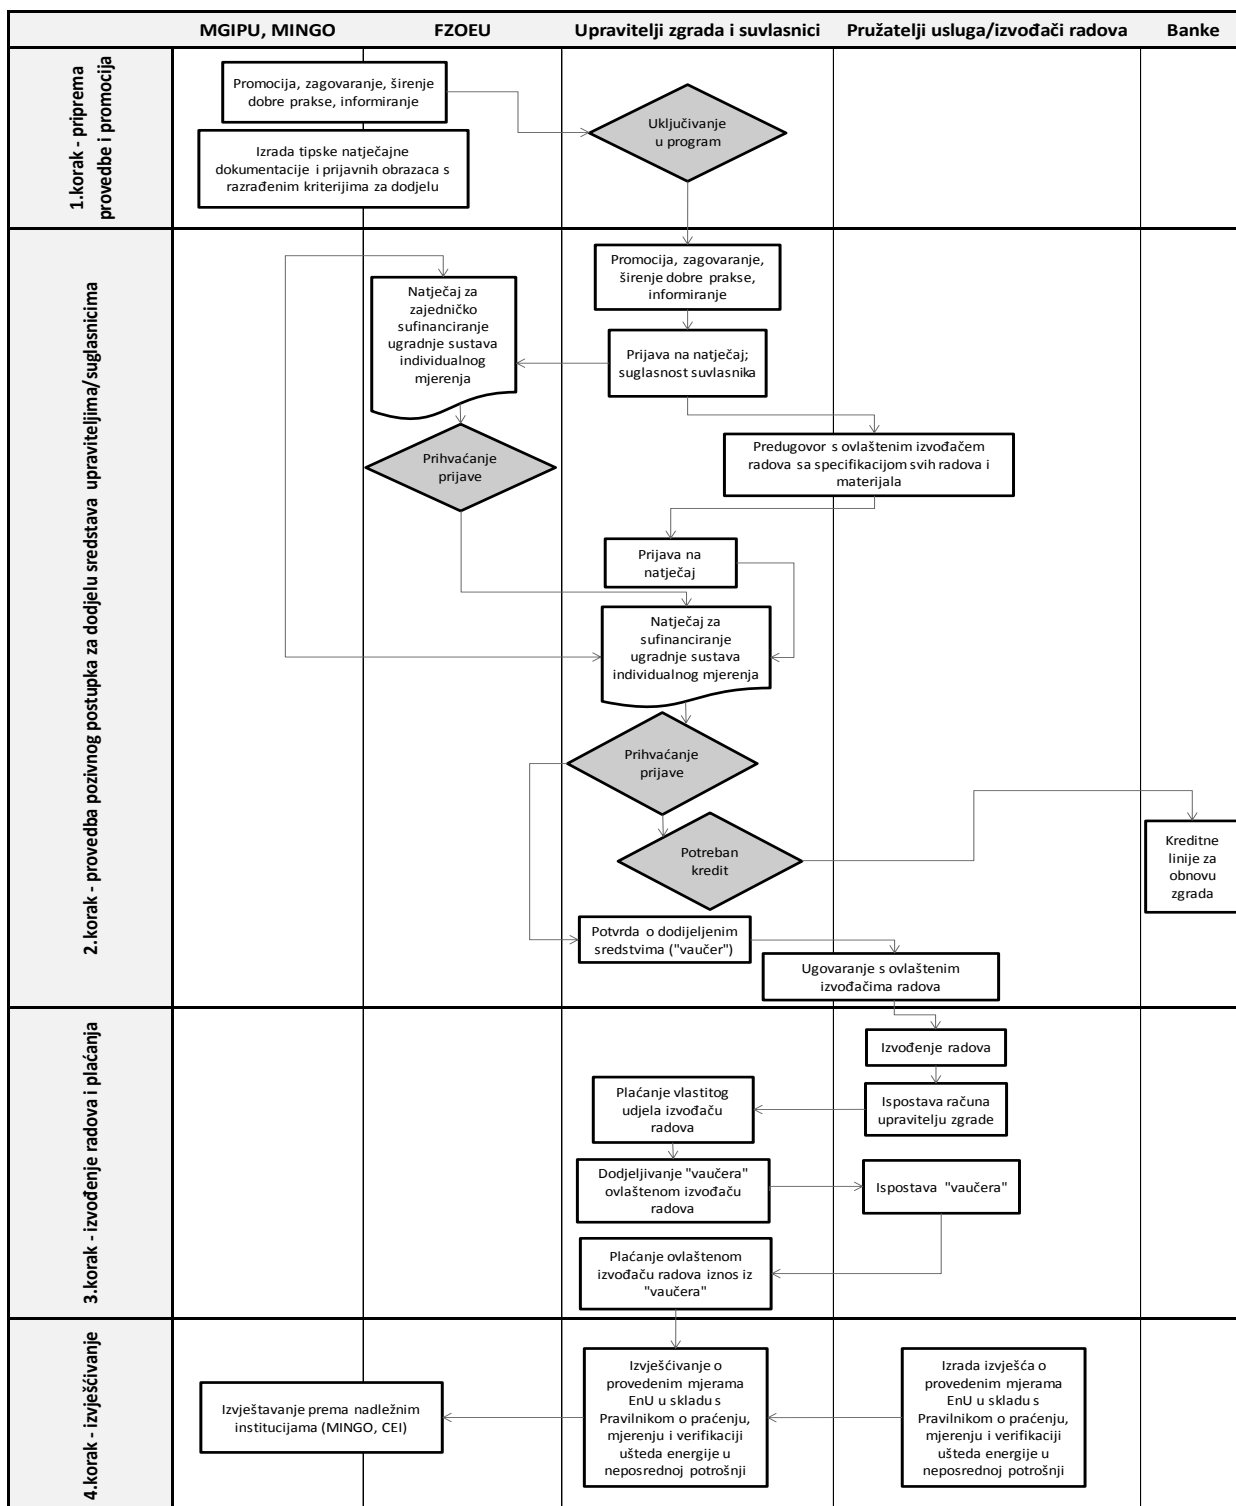 MGIPU, MINGO
FZOEU
Upravitelji zgrada i suvlasnici
Pružatelji usluga/izvođači radova
Banke
1.korak - priprema
provedbe i promocija
Promocija, zagovaranje, širenje
dobre prakse, informiranje
Uključivanje
u program
Izrada tipske natječajne
dokumentacije i prijavnih obrazaca s
razrađenim kriterijima za dodjelu
2.korak - provedba pozivnog postupka za dodjelu sredstava upraviteljima/suglasnicima
Promocija, zagovaranje,
širenje dobre prakse,
informiranje
Natječaj za
zajedničko
sufinanciranje
ugradnje sustava
individualnog
mjerenja
Prijava na natječaj;
suglasnost suvlasnika
Prihvaćanje
prijave
Predugovor s ovlaštenim izvođačem
radova sa specifikacijom svih radova i
materijala
Prijava na
natječaj
Natječaj za
sufinanciranje
ugradnje sustava
individualnog mjerenja
Prihvaćanje
prijave
Potreban
kredit
Kreditne
linije za
obnovu
zgrada
Potvrda o dodijeljenim
sredstvima ("vaučer")
Ugovaranje s ovlaštenim
izvođačima radova
3.korak - izvođenje radova i plaćanja
Izvođenje radova
Plaćanje vlastitog
udjela izvođaču
radova
Ispostava računa
upravitelju zgrade
Dodjeljivanje "vaučera"
ovlaštenom izvođaču
radova
Ispostava "vaučera"
Plaćanje ovlaštenom
izvođaču radova iznos iz
"vaučera"
4.korak - izvješćivanje
Izvještavanje prema nadležnim
institucijama (MINGO, CEI)
Izvješćivanje o
provedenim mjerama
EnU u skladu s
Pravilnikom o praćenju,
mjerenju i verifikaciji
ušteda energije u
neposrednoj potrošnji
Izrada izvješća o
provedenim mjerama
EnU u skladu s
Pravilnikom o praćenju,
mjerenju i verifikaciji
ušteda energije u
neposrednoj potrošnji